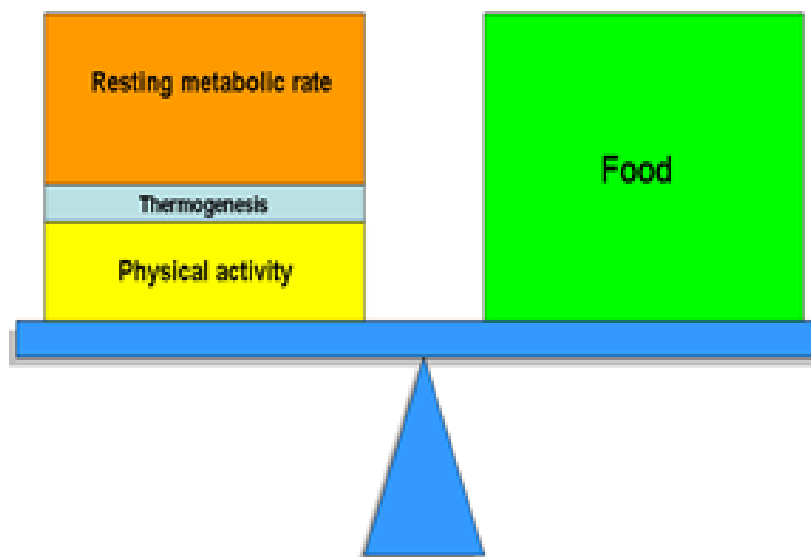 Resting metabolic rate
Thermogenesis
Physical activity
Food